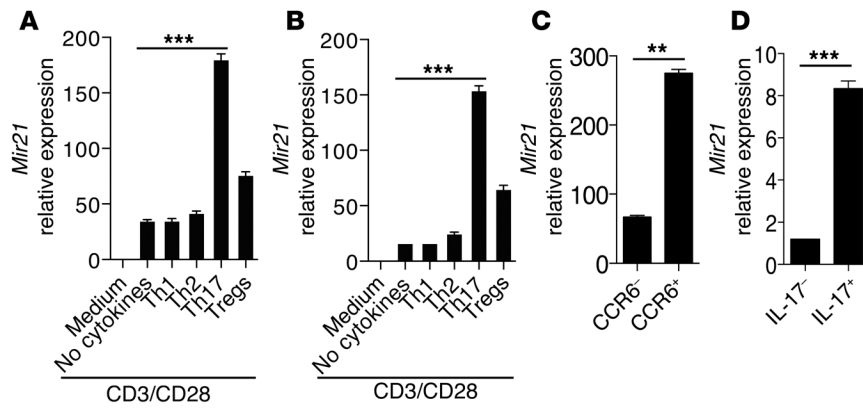 A
Mir21
relative expression
200
150
100
50
0
***
Medium
No cytokines
Th1
Th2
Th17
Tregs
CD3/CD28
B
Mir21
relative expression
200
150
100
50
0
***
Medium
No cytokines
Th1
Th2
Th17
Tregs
CD3/CD28
C
Mir21
relative expression
300
200
100
0
**
CCR6⁻
CCR6⁺
D
Mir21
relative expression
10
8
6
4
2
0
***
IL-17⁻
IL-17⁺